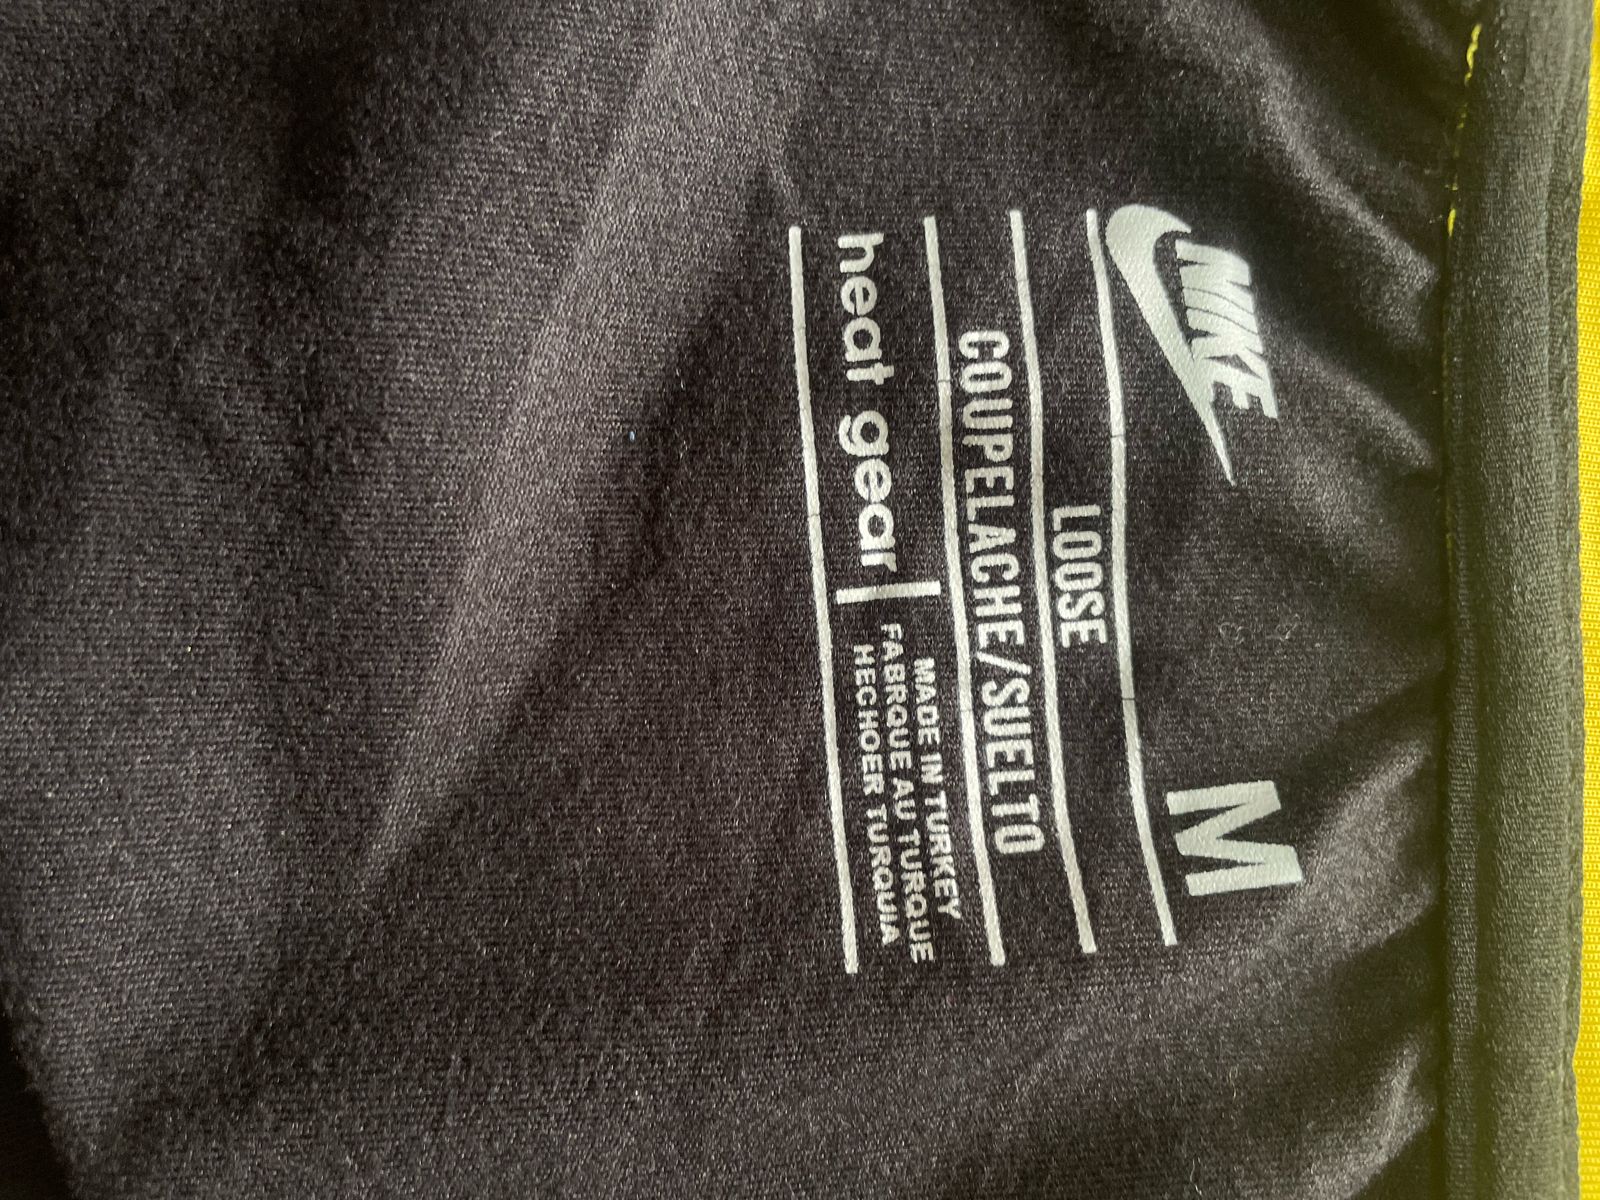 NIKE M
LOOSE
COUPELACHE/SUELTO
heat gear
MADE IN TURKEY
FABRQUE AU TURQUE
HECHOER TURQUIA